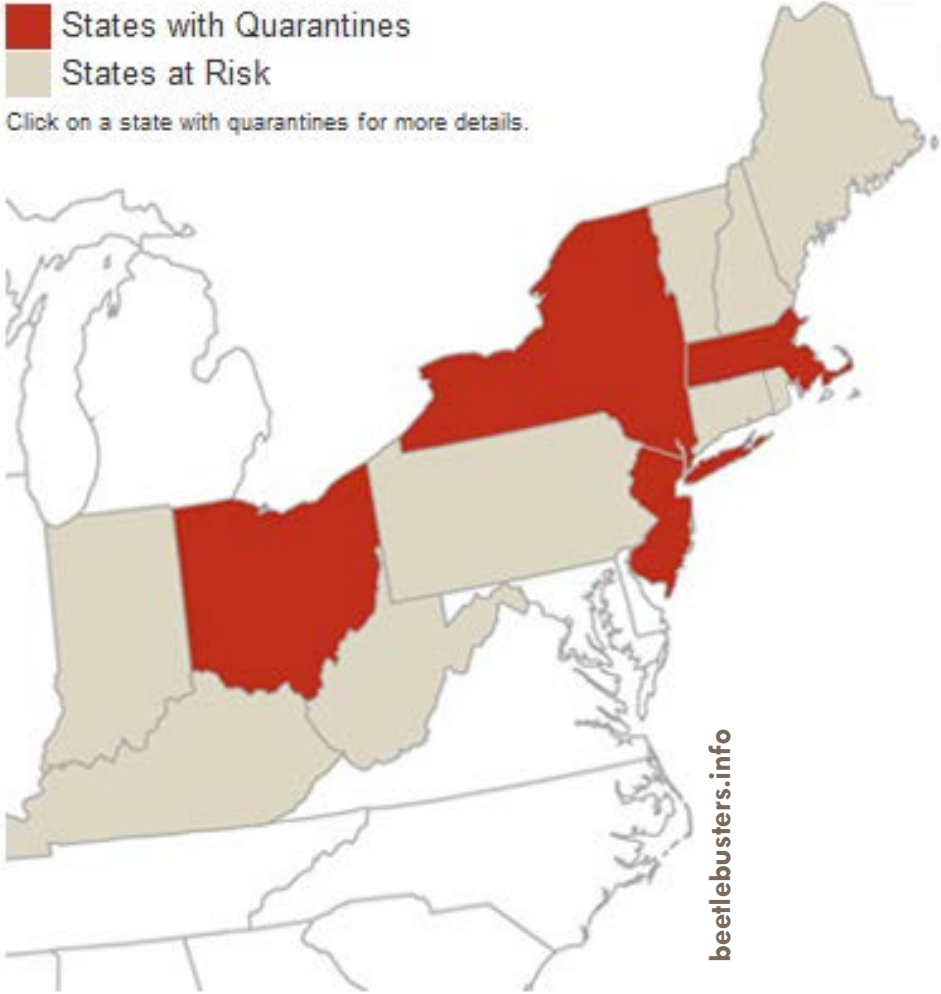 States with Quarantines
States at Risk
Click on a state with quarantines for more details.
beetlebusters.info